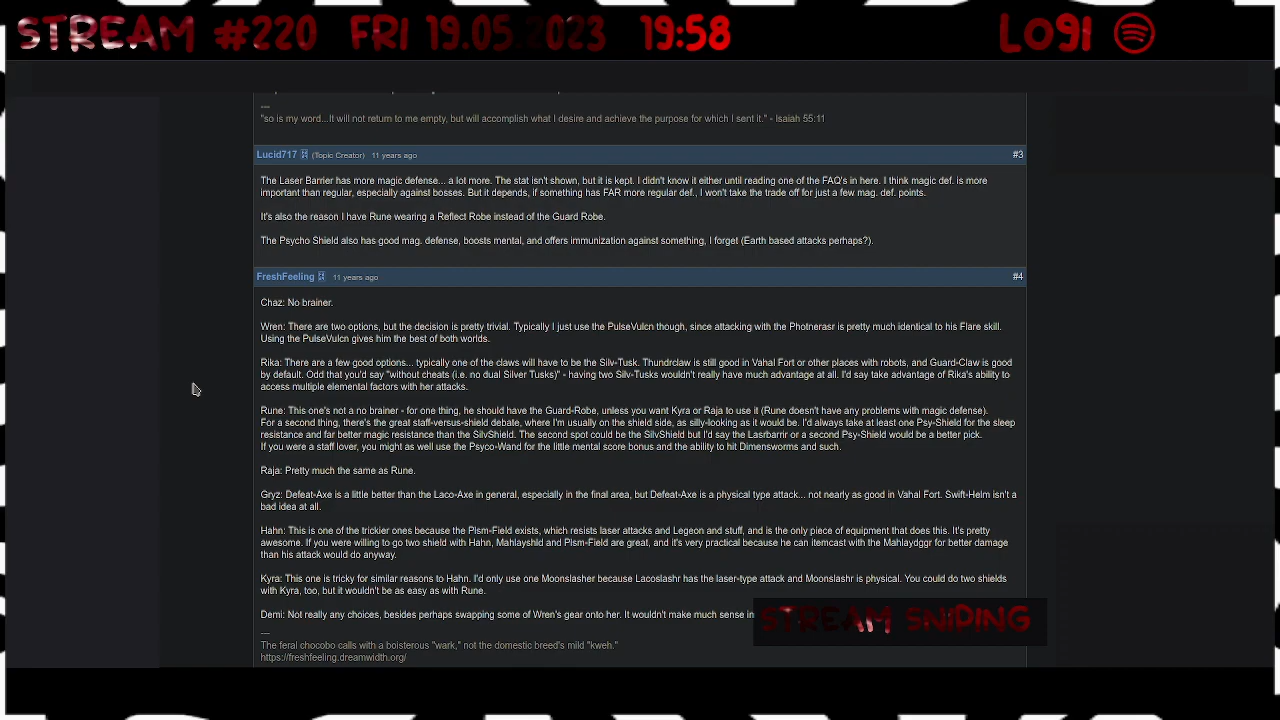 STREAM #220 FRI 19.05.2023 19:58 Lo9I
---
"so is my word...It will not return to me empty, but will accomplish what I desire and achieve the purpose for which I sent it." - Isaiah 55:11
Lucid717 (Topic Creator) 11 years ago #3
The Laser Barrier has more magic defense... a lot more. The stat isn't shown, but it is kept. I didn't know it either until reading one of the FAQ's in here. I think magic def. is more
important than regular, especially against bosses. But it depends, if something has FAR more regular def., I won't take the trade off for just a few mag. def. points.
It's also the reason I have Rune wearing a Reflect Robe instead of the Guard Robe.
The Psycho Shield also has good mag. defense, boosts mental, and offers immunization against something, I forget (Earth based attacks perhaps?).
FreshFeeling 11 years ago #4
Chaz: No brainer.
Wren: There are two options, but the decision is pretty trivial. Typically I just use the PulseVulcn though, since attacking with the Photnerasr is pretty much identical to his Flare skill.
Using the PulseVulcn gives him the best of both worlds.
Rika: There are a few good options... typically one of the claws will have to be the Silv-Tusk. Thundrclaw is still good in Vahal Fort or other places with robots, and Guard-Claw is good
by default. Odd that you'd say "without cheats (i.e. no dual Silver Tusks)" - having two Silv-Tusks wouldn't really have much advantage at all. I'd say take advantage of Rika's ability to
access multiple elemental factors with her attacks.
Rune: This one's not a no brainer - for one thing, he should have the Guard-Robe, unless you want Kyra or Raja to use it (Rune doesn't have any problems with magic defense).
For a second thing, there's the great staff-versus-shield debate, where I'm usually on the shield side, as silly-looking as it would be. I'd always take at least one Psy-Shield for the sleep
resistance and far better magic resistance than the SilvShield. The second spot could be the SilvShield but I'd say the Lasrbarrir or a second Psy-Shield would be a better pick.
If you were a staff lover, you might as well use the Psyco-Wand for the little mental score bonus and the ability to hit Dimensworms and such.
Raja: Pretty much the same as Rune.
Gryz: Defeat-Axe is a little better than the Laco-Axe in general, especially in the final area, but Defeat-Axe is a physical type attack... not nearly as good in Vahal Fort. Swift-Helm isn't a
bad idea at all.
Hahn: This is one of the trickier ones because the Plsm-Field exists, which resists laser attacks and Legeon and stuff, and is the only piece of equipment that does this. It's pretty
awesome. If you were willing to go two shield with Hahn, Mahlayshld and Plsm-Field are great, and it's very practical because he can itemcast with the Mahlaydggr for better damage
than his attack would do anyway.
Kyra: This one is tricky for similar reasons to Hahn. I'd only use one Moonslasher because Lacoslashr has the laser-type attack and Moonslashr is physical. You could do two shields
with Kyra, too, but it wouldn't be as easy as with Rune.
Demi: Not really any choices, besides perhaps swapping some of Wren's gear onto her. It wouldn't make much sense in
STREAM SNiPiNG
---
The feral chocobo calls with a boisterous "wark," not the domestic breed's mild "kweh."
https://freshfeeling.dreamwidth.org/